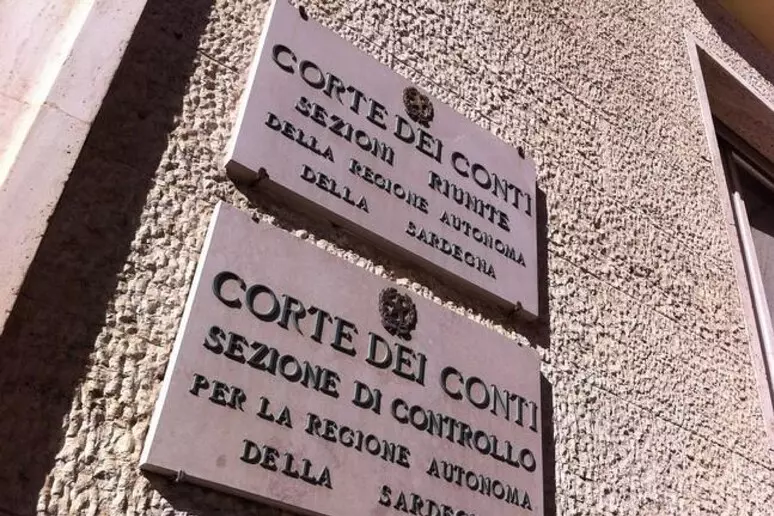 CORTE DEI CONTI
SEZIONI RIUNITE
DELLA REGIONE AUTONOMA
DELLA SARDEGNA
CORTE DEI CONTI
SEZIONE DI CONTROLLO
PER LA REGIONE AUTONOMA
DELLA SARDEGNA